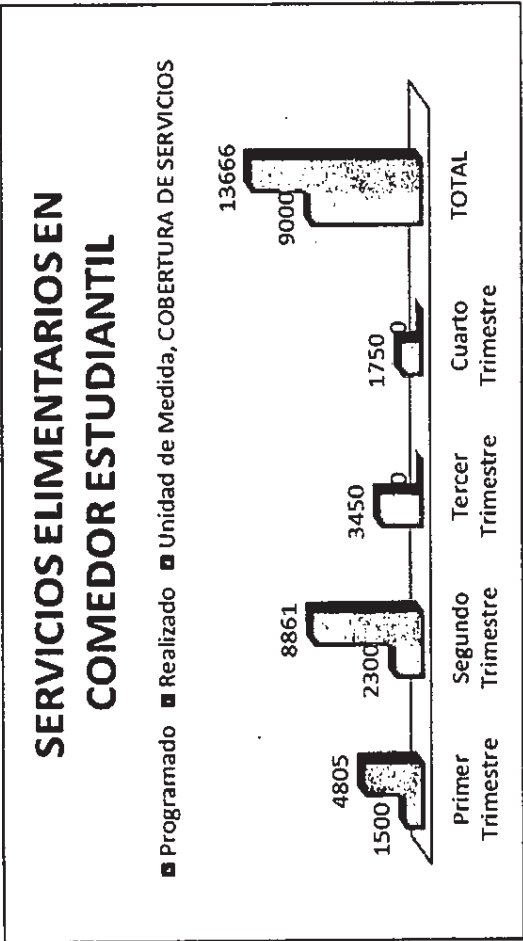 SERVICIOS ELIMENTARIOS EN
COMEDOR ESTUDIANTIL
Programado Realizado Unidad de Medida, COBERTURA DE SERVICIOS
1500
4805
2300
8861
3450
0
1750
0
9000
13666
Primer
Trimestre
Segundo
Trimestre
Tercer
Trimestre
Cuarto
Trimestre
TOTAL